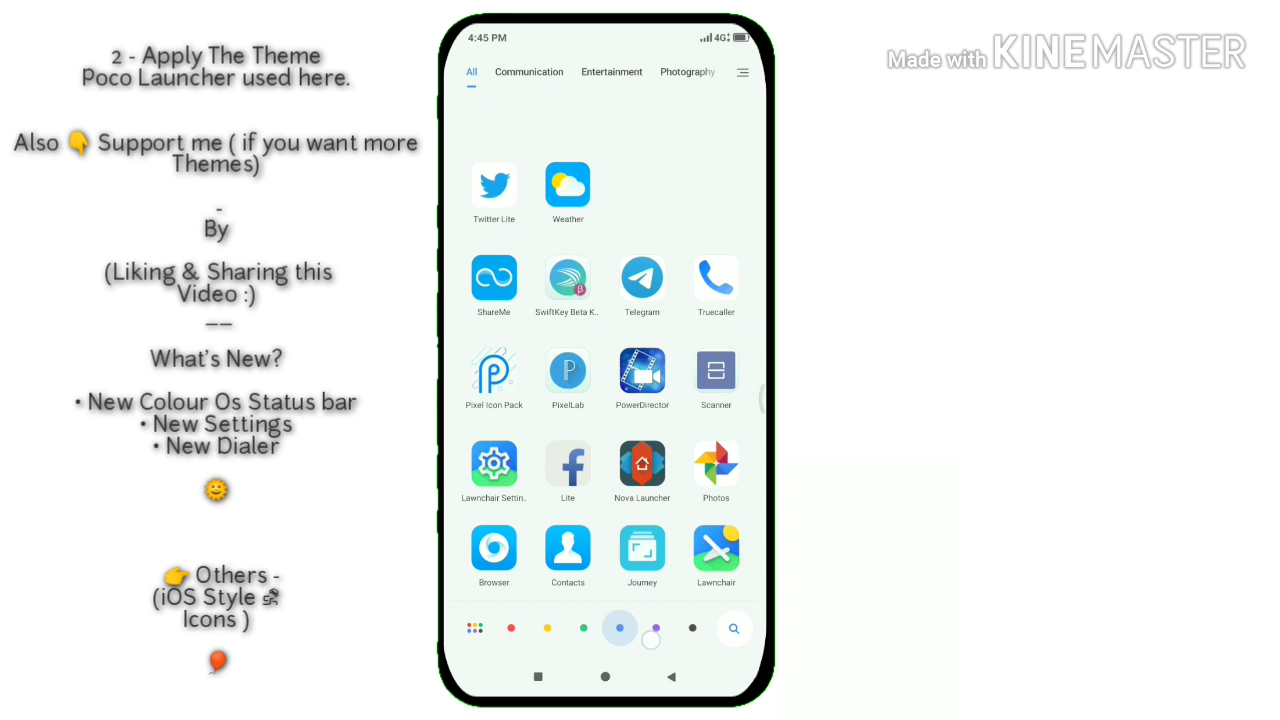 2 - Apply The Theme
Poco Launcher used here.
Also 👇 Support me ( if you want more
Themes)
-
By
(Liking & Sharing this
Video :)
——
What's New?
• New Colour Os Status bar
• New Settings
• New Dialer
🌞
👉 Others -
(iOS Style
Icons )
🎈
4:45 PM
4G
All Communication Entertainment Photography
Twitter Lite Weather
ShareMe SwiftKey Beta K.. Telegram Truecaller
Pixel Icon Pack PixelLab PowerDirector Scanner
Lawnchair Settin.. Lite Nova Launcher Photos
Browser Contacts Journey Lawnchair
Made with KINEMASTER